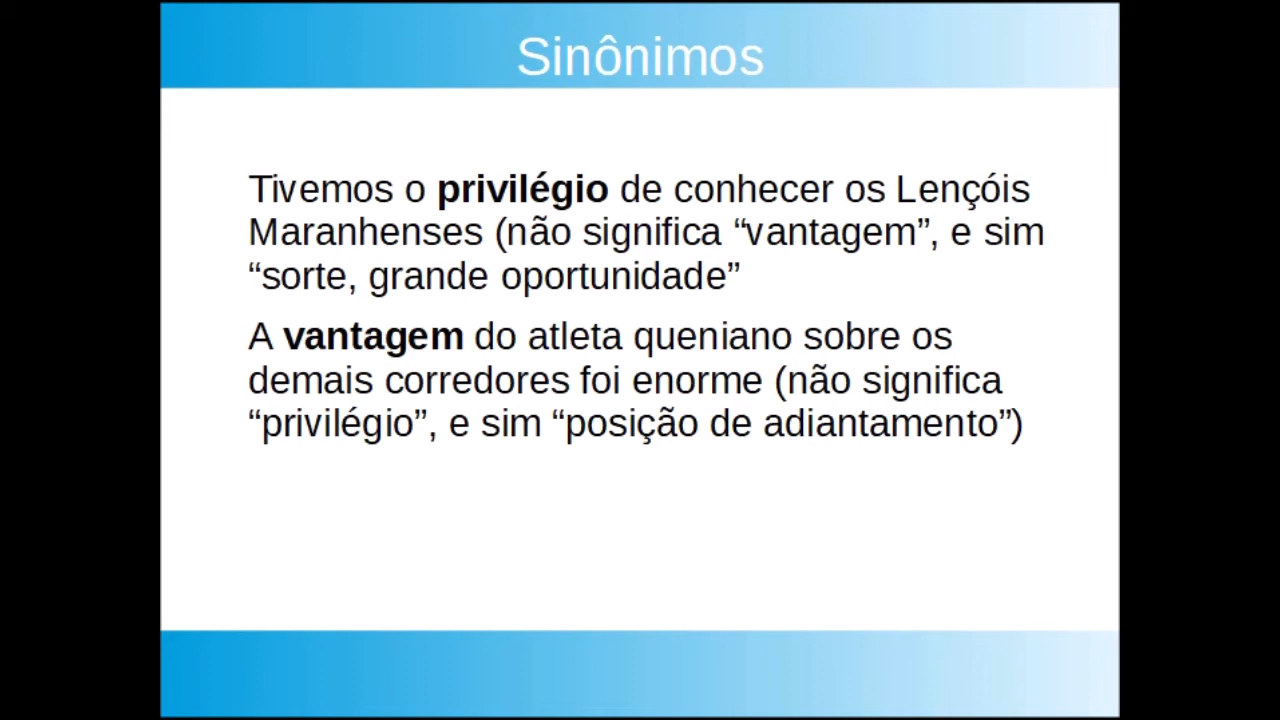 Sinônimos
Tivemos o privilégio de conhecer os Lençóis
Maranhenses (não significa “vantagem”, e sim
“sorte, grande oportunidade”
A vantagem do atleta queniano sobre os
demais corredores foi enorme (não significa
“privilégio”, e sim “posição de adiantamento”)